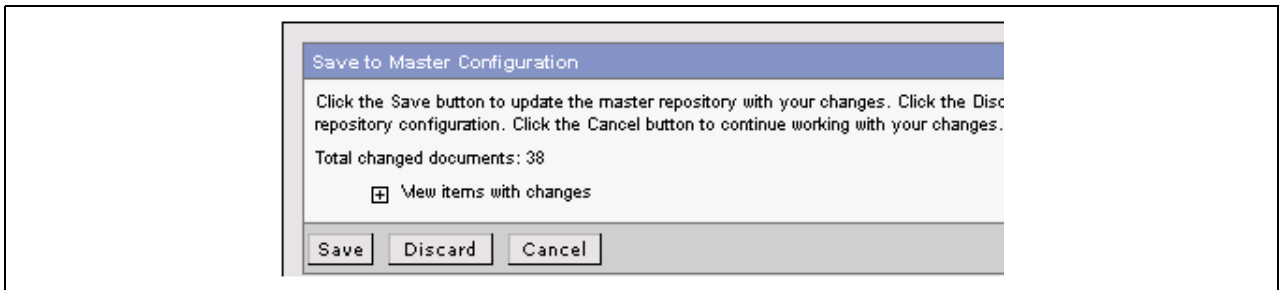 Save to Master Configuration
Click the Save button to update the master repository with your changes. Click the Disc
repository configuration. Click the Cancel button to continue working with your changes.
Total changed documents: 38
View items with changes
Save Discard Cancel